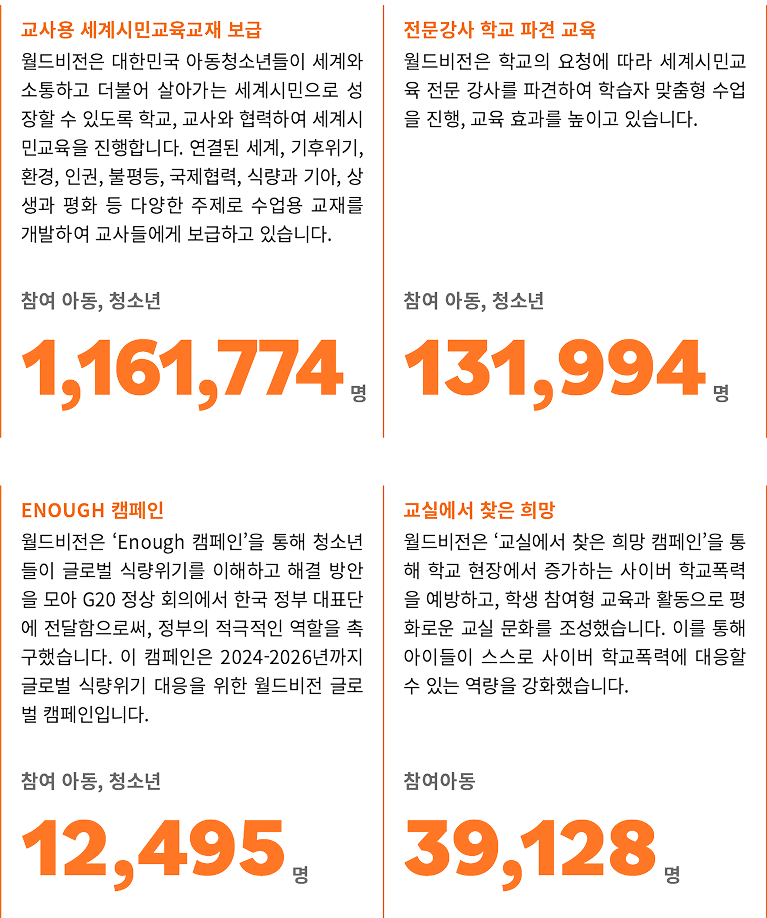 교사용 세계시민교육교재 보급
월드비전은 대한민국 아동청소년들이 세계와
소통하고 더불어 살아가는 세계시민으로 성
장할 수 있도록 학교, 교사와 협력하여 세계시
민교육을 진행합니다. 연결된 세계, 기후위기,
환경, 인권, 불평등, 국제협력, 식량과 기아, 상
생과 평화 등 다양한 주제로 수업용 교재를
개발하여 교사들에게 보급하고 있습니다.
참여 아동, 청소년
1,161,774 명
전문강사 학교 파견 교육
월드비전은 학교의 요청에 따라 세계시민교
육 전문 강사를 파견하여 학습자 맞춤형 수업
을 진행, 교육 효과를 높이고 있습니다.
참여 아동, 청소년
131,994 명
ENOUGH 캠페인
월드비전은 ‘Enough 캠페인’을 통해 청소년
들이 글로벌 식량위기를 이해하고 해결 방안
을 모아 G20 정상 회의에서 한국 정부 대표단
에 전달함으로써, 정부의 적극적인 역할을 촉
구했습니다. 이 캠페인은 2024-2026년까지
글로벌 식량위기 대응을 위한 월드비전 글로
벌 캠페인입니다.
참여 아동, 청소년
12,495 명
교실에서 찾은 희망
월드비전은 ‘교실에서 찾은 희망 캠페인’을 통
해 학교 현장에서 증가하는 사이버 학교폭력
을 예방하고, 학생 참여형 교육과 활동으로 평
화로운 교실 문화를 조성했습니다. 이를 통해
아이들이 스스로 사이버 학교폭력에 대응할
수 있는 역량을 강화했습니다.
참여아동
39,128 명